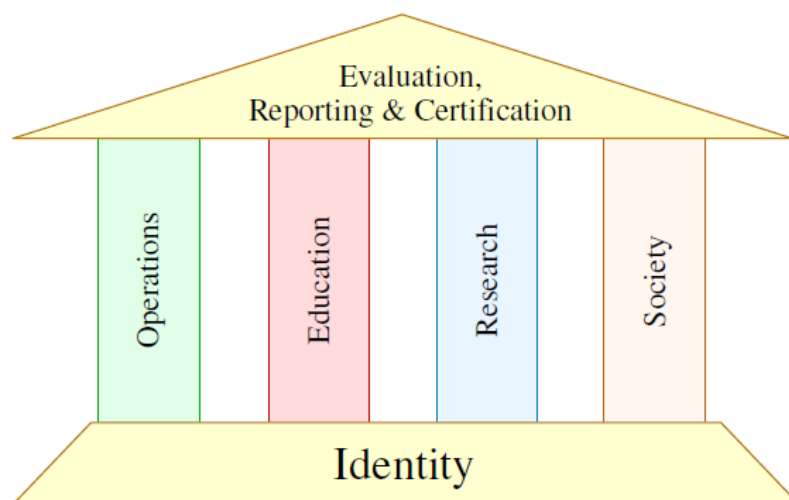 Evaluation,
Reporting & Certification
Operations
Education
Research
Society
Identity